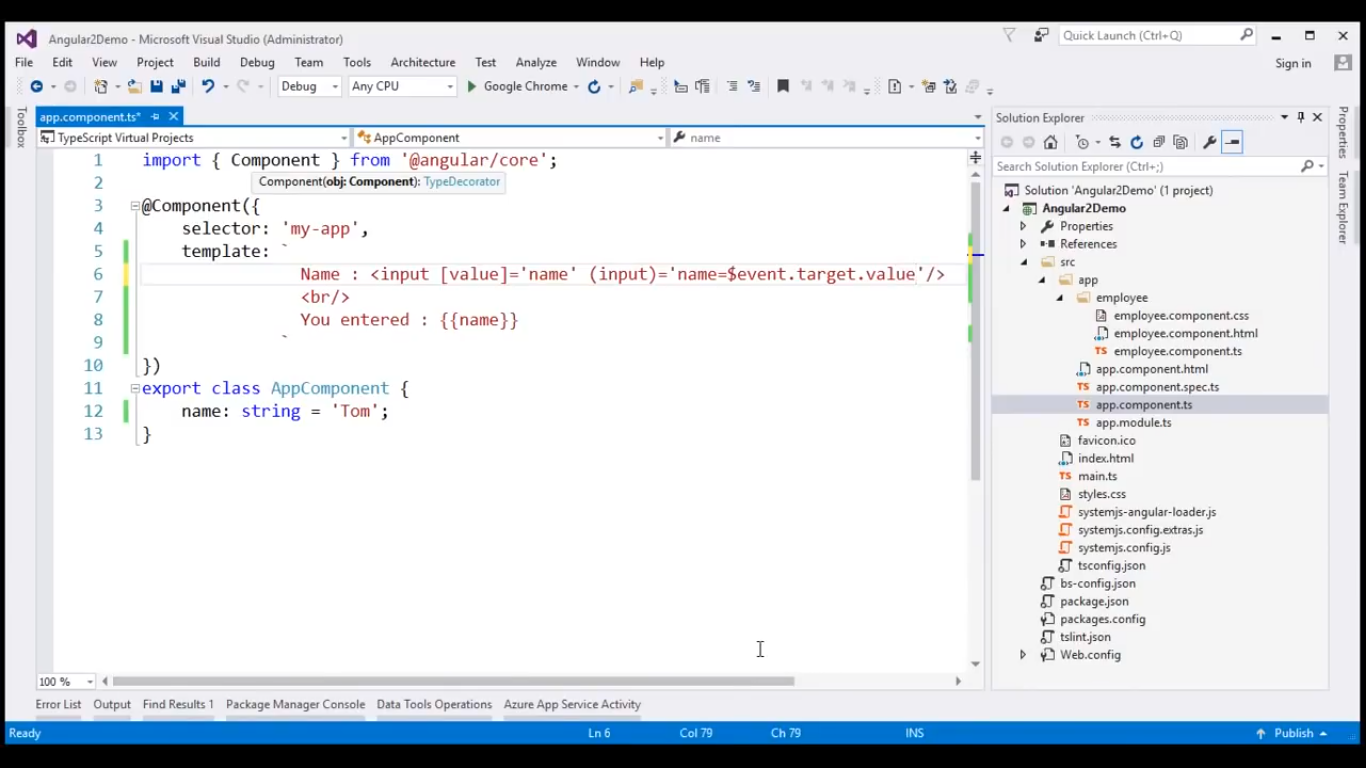 Angular2Demo - Microsoft Visual Studio (Administrator)
Quick Launch (Ctrl+Q)
File Edit View Project Build Debug Team Tools Architecture Test Analyze Window Help
Sign in
Debug Any CPU Google Chrome
Toolbox
app.component.ts*
TypeScript Virtual Projects AppComponent name
1 import { Component } from '@angular/core';
2
Component(obj: Component): TypeDecorator
3 @Component({
4 selector: 'my-app',
5 template: `
6 Name : <input [value]='name' (input)='name=$event.target.value'/>
7 <br/>
8 You entered : {{name}}
9 `
10 })
11 export class AppComponent {
12 name: string = 'Tom';
13 }
100 %
Error List Output Find Results 1 Package Manager Console Data Tools Operations Azure App Service Activity
Ready Ln 6 Col 79 Ch 79 INS Publish
Solution Explorer
Search Solution Explorer (Ctrl+;)
Solution 'Angular2Demo' (1 project)
Angular2Demo
Properties
References
src
app
employee
employee.component.css
employee.component.html
employee.component.ts
app.component.html
app.component.spec.ts
app.component.ts
app.module.ts
favicon.ico
index.html
main.ts
styles.css
systemjs-angular-loader.js
systemjs.config.extras.js
systemjs.config.js
tsconfig.json
bs-config.json
package.json
packages.config
tslint.json
Web.config
Properties
Team Explorer